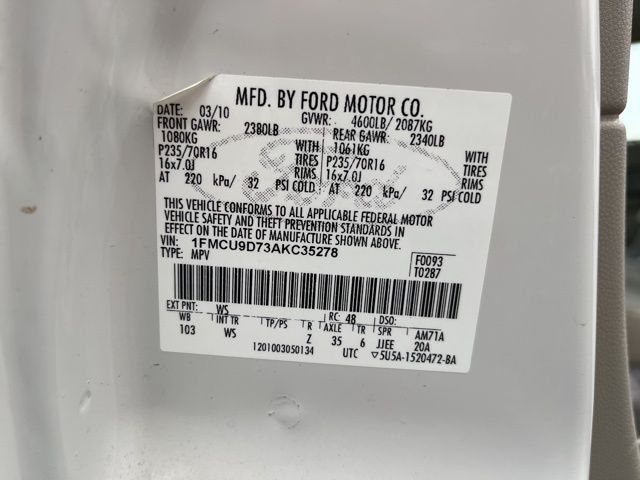 MFD. BY FORD MOTOR CO.
DATE: 03/10 GVWR: 4600LB/ 2087KG
FRONT GAWR: 2380LB REAR GAWR: 2340LB
1080KG WITH 1061KG WITH
P235/70R16 TIRES P235/70R16 TIRES
16x7.0J RIMS 16x7.0J RIMS
AT 220 kPa/ 32 PSI COLD AT 220 kPa/ 32 PSI COLD
Ford
THIS VEHICLE CONFORMS TO ALL APPLICABLE FEDERAL MOTOR
VEHICLE SAFETY AND THEFT PREVENTION STANDARDS IN
EFFECT ON THE DATE OF MANUFACTURE SHOWN ABOVE.
VIN: 1FMCU9D73AKC35278 F0093
TYPE: MPV T0287
EXT PNT: WS RC: 48 DSO:
WB INT TR TP/PS R AXLE TR SPR AM71A
103 WS Z 35 6 JJEE 20A
1201003050134 UTC ▽5U5A-1520472-BA